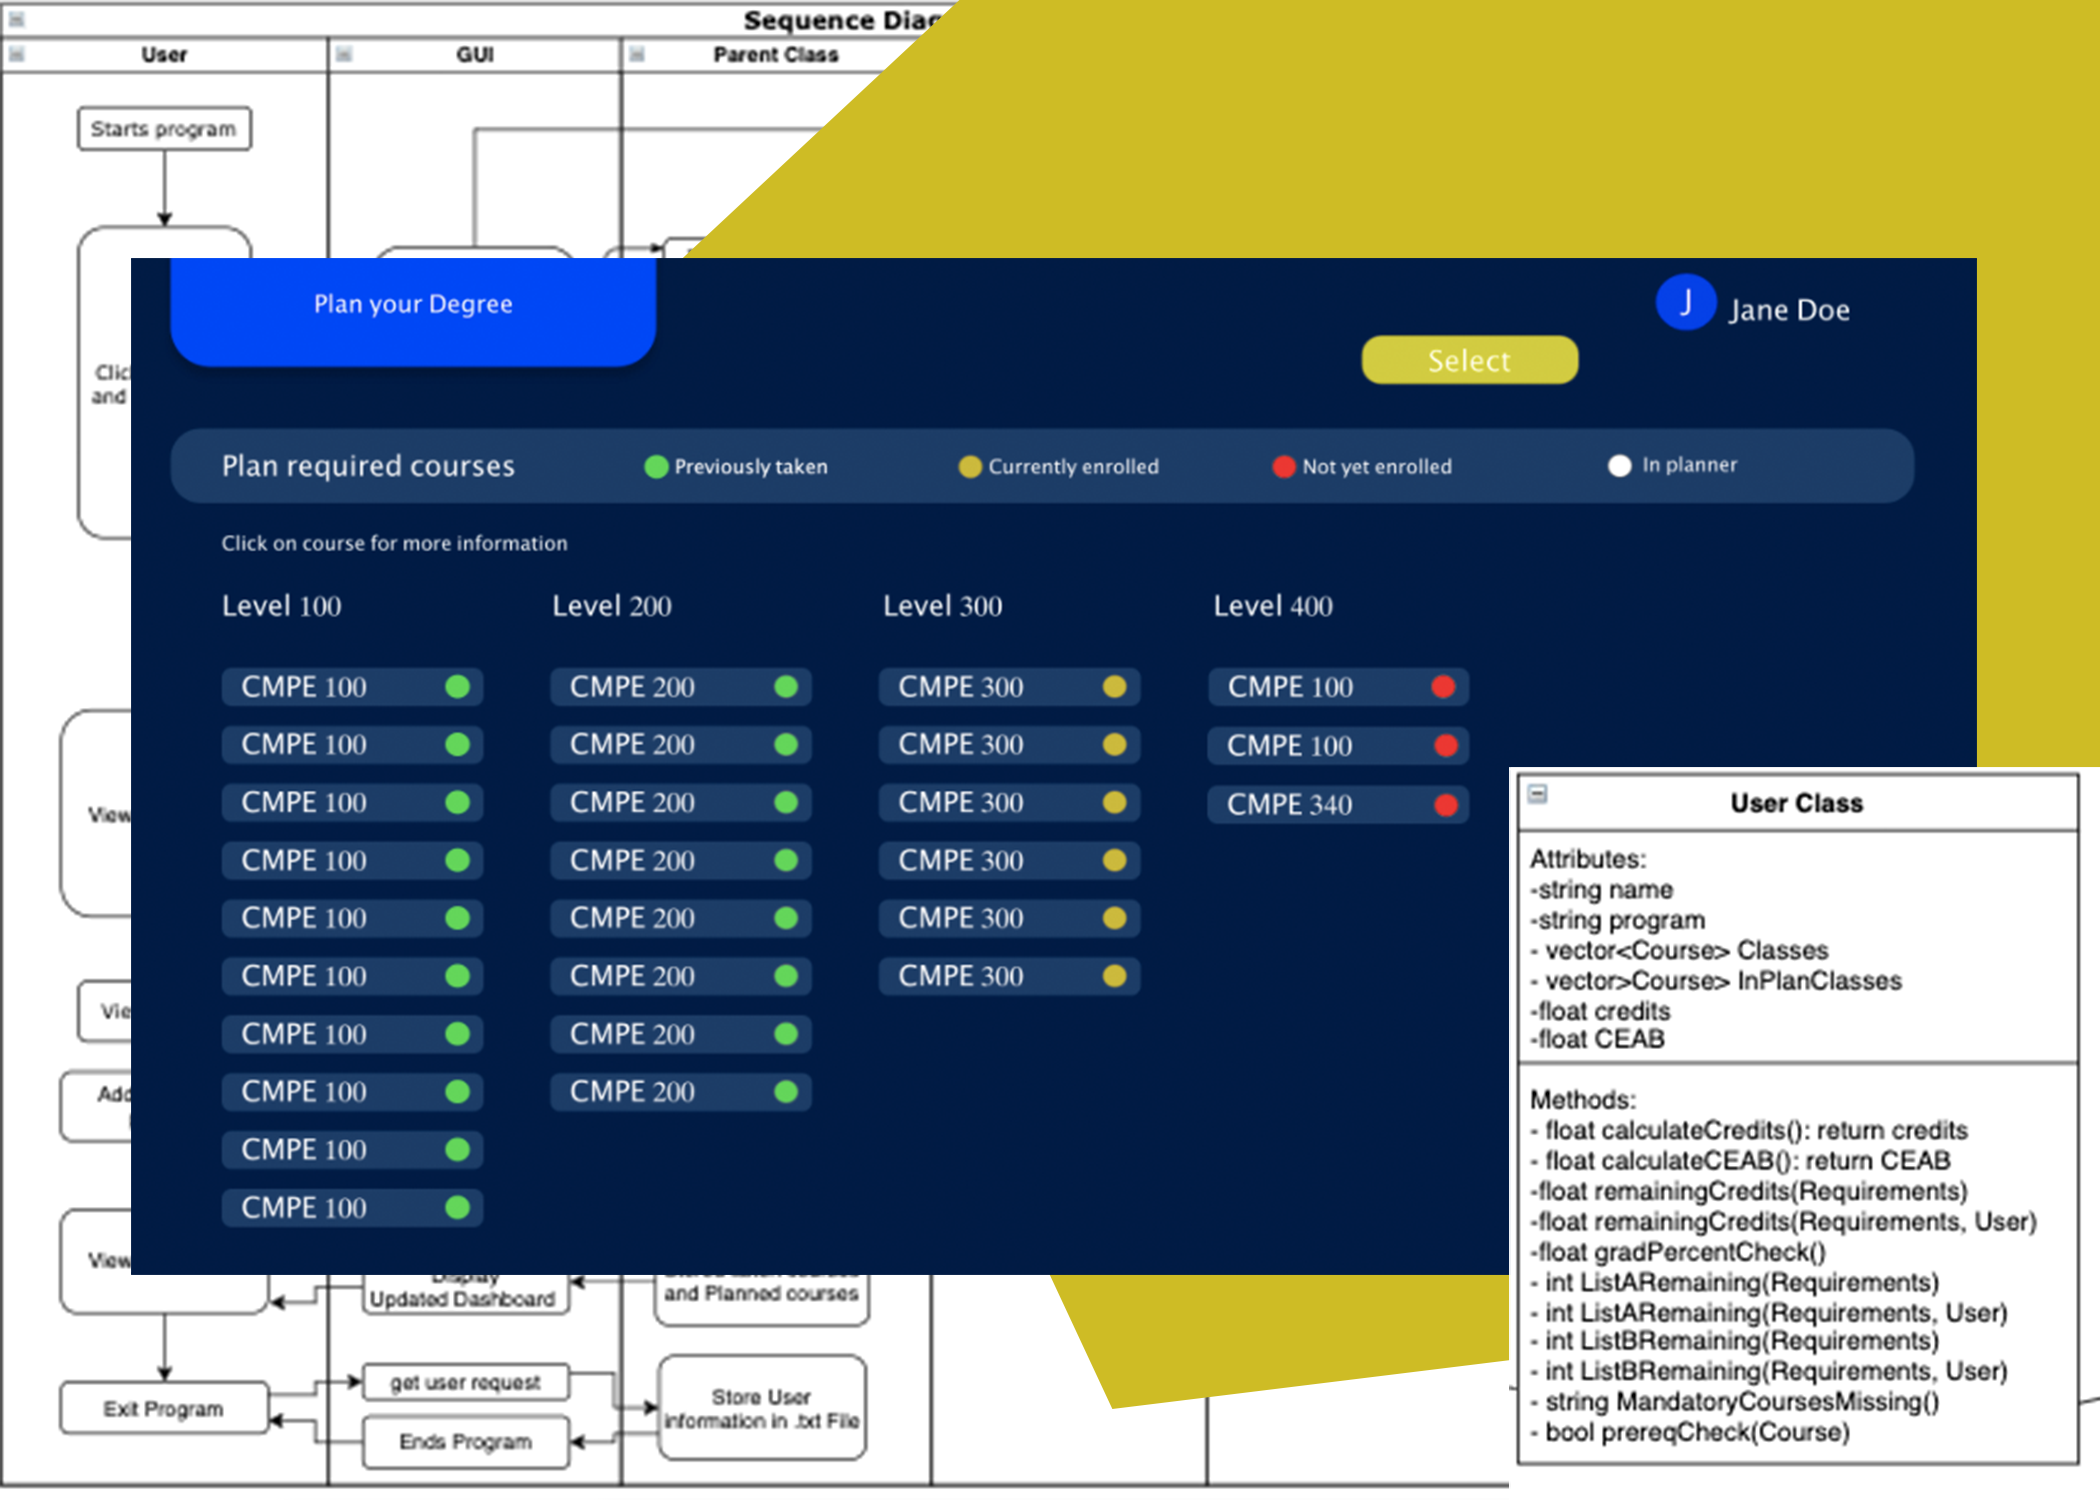 Sequence
User
GUI
Parent Class
Starts program
and
View
Plan your Degree
J
Jane Doe
Select
Plan required courses
Previously taken
Currently enrolled
Not yet enrolled
In planner
Click on course for more information
Level 100
Level 200
Level 300
Level 400
CMPE 100
CMPE 200
CMPE 300
CMPE 100
CMPE 100
CMPE 200
CMPE 300
CMPE 100
CMPE 100
CMPE 200
CMPE 300
CMPE 340
CMPE 100
CMPE 200
CMPE 300
CMPE 100
CMPE 200
CMPE 300
CMPE 100
CMPE 200
CMPE 300
CMPE 100
CMPE 200
CMPE 100
CMPE 200
CMPE 100
CMPE 100
User Class
Attributes:
-string name
-string program
- vector<Course> Classes
- vector>Course> InPlanClasses
-float credits
-float CEAB
Methods:
- float calculateCredits(): return credits
- float calculateCEAB(): return CEAB
-float remainingCredits(Requirements)
-float remainingCredits(Requirements, User)
-float gradPercentCheck()
- int ListARemaining(Requirements)
- int ListARemaining(Requirements, User)
- int ListBRemaining(Requirements)
- int ListBRemaining(Requirements, User)
- string MandatoryCoursesMissing()
- bool prereqCheck(Course)
View
Display
Updated Dashboard
and Planned courses
Exit Program
get user request
Ends Program
Store User
information in .txt File